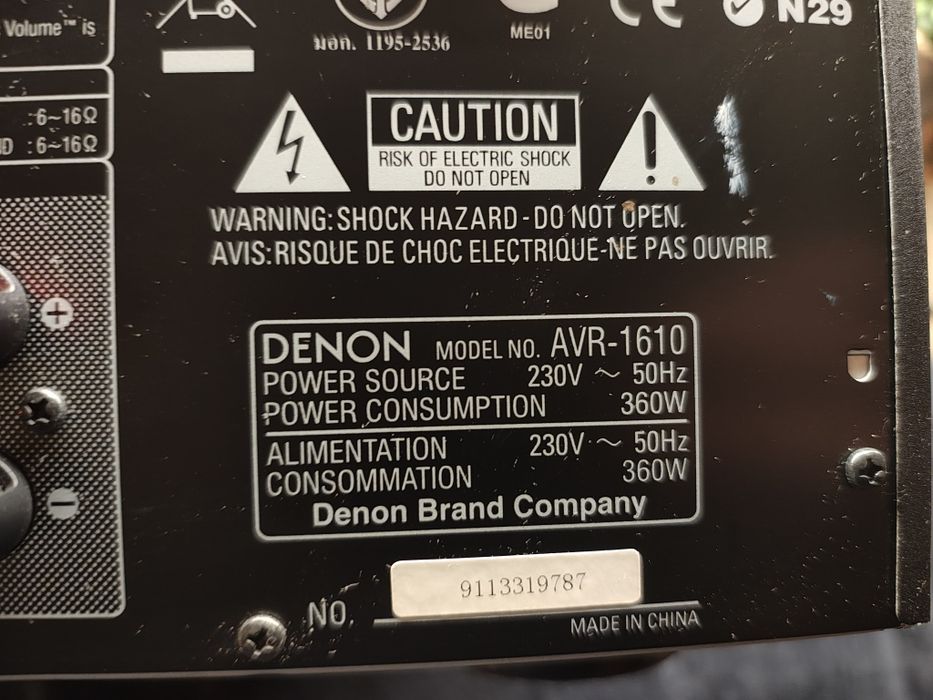 Volume™ is
มอก. 1195-2536
ME01
CE
N29
: 6~16Ω
: 6~16Ω
CAUTION
RISK OF ELECTRIC SHOCK
DO NOT OPEN
WARNING: SHOCK HAZARD - DO NOT OPEN.
AVIS: RISQUE DE CHOC ELECTRIQUE-NE PAS OUVRIR.
+
DENON MODEL NO. AVR-1610
POWER SOURCE 230V ~ 50Hz
POWER CONSUMPTION 360W
ALIMENTATION 230V ~ 50Hz
CONSOMMATION 360W
−
Denon Brand Company
NO. 9113319787
MADE IN CHINA